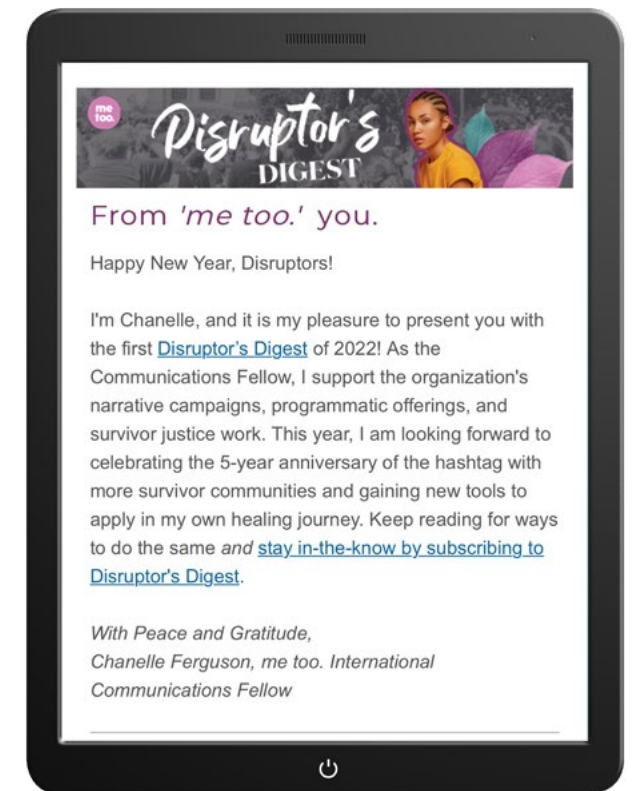 me
too.
Disruptor's
DIGEST
From 'me too.' you.
Happy New Year, Disruptors!
I'm Chanelle, and it is my pleasure to present you with
the first Disruptor's Digest of 2022! As the
Communications Fellow, I support the organization's
narrative campaigns, programmatic offerings, and
survivor justice work. This year, I am looking forward to
celebrating the 5-year anniversary of the hashtag with
more survivor communities and gaining new tools to
apply in my own healing journey. Keep reading for ways
to do the same and stay in-the-know by subscribing to
Disruptor's Digest.
With Peace and Gratitude,
Chanelle Ferguson, me too. International
Communications Fellow